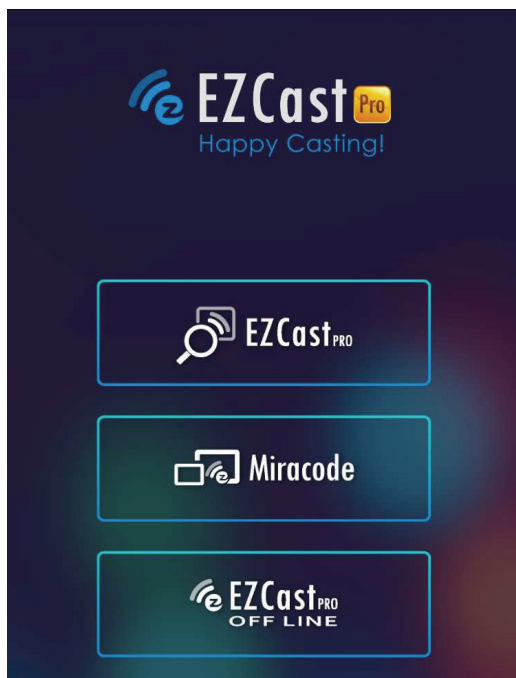 EZCast Pro
Happy Casting!
EZCast PRO
Miracode
EZCast PRO
OFF LINE